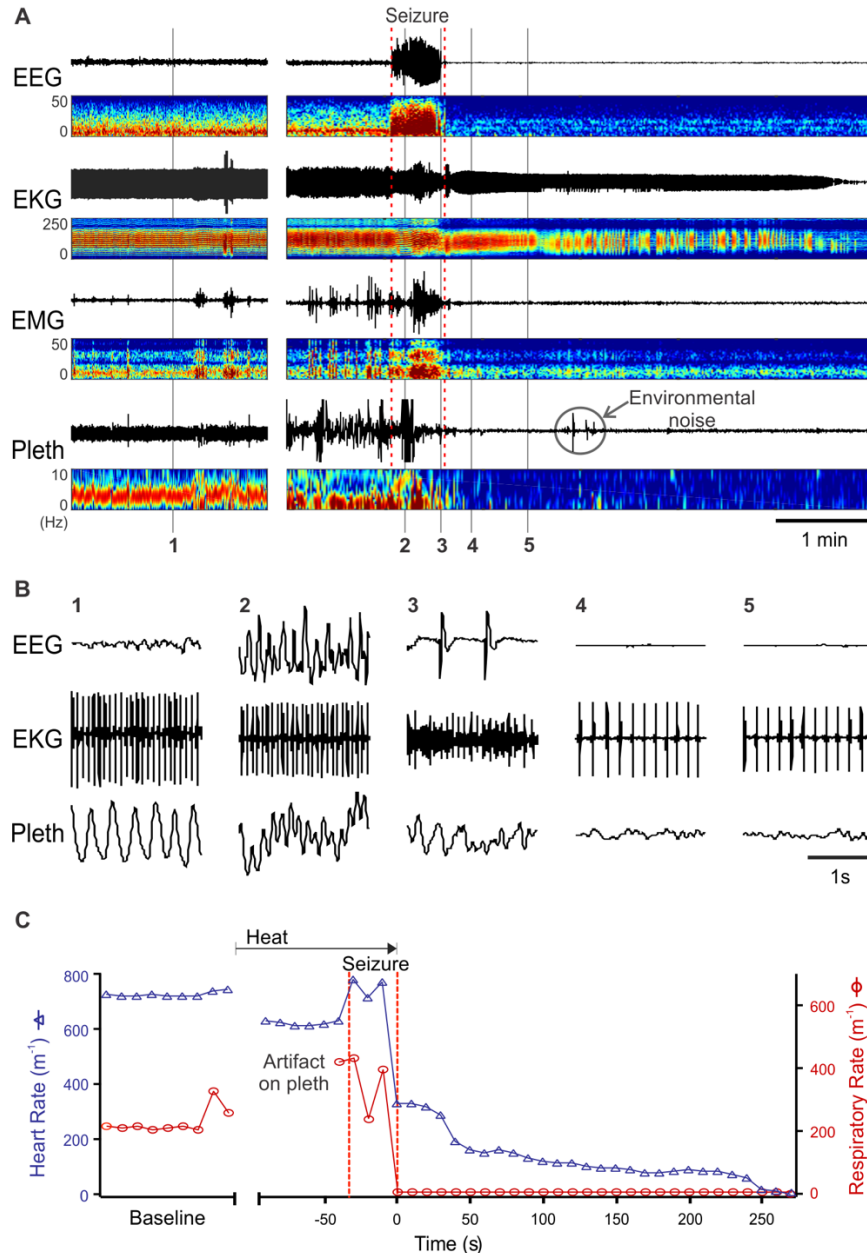 A
Seizure
EEG
50
0
EKG
250
0
EMG
50
0
Environmental
noise
Pleth
10
0
(Hz)
1 2 3 4 5
1 min
B
1 2 3 4 5
EEG
EKG
Pleth
1s
C
Heat
Seizure
800
600
400
200
0
Heart Rate (m⁻¹)
Artifact
on pleth
600
400
200
0
Respiratory Rate (m⁻¹)
-50 0 50 100 150 200 250
Baseline
Time (s)